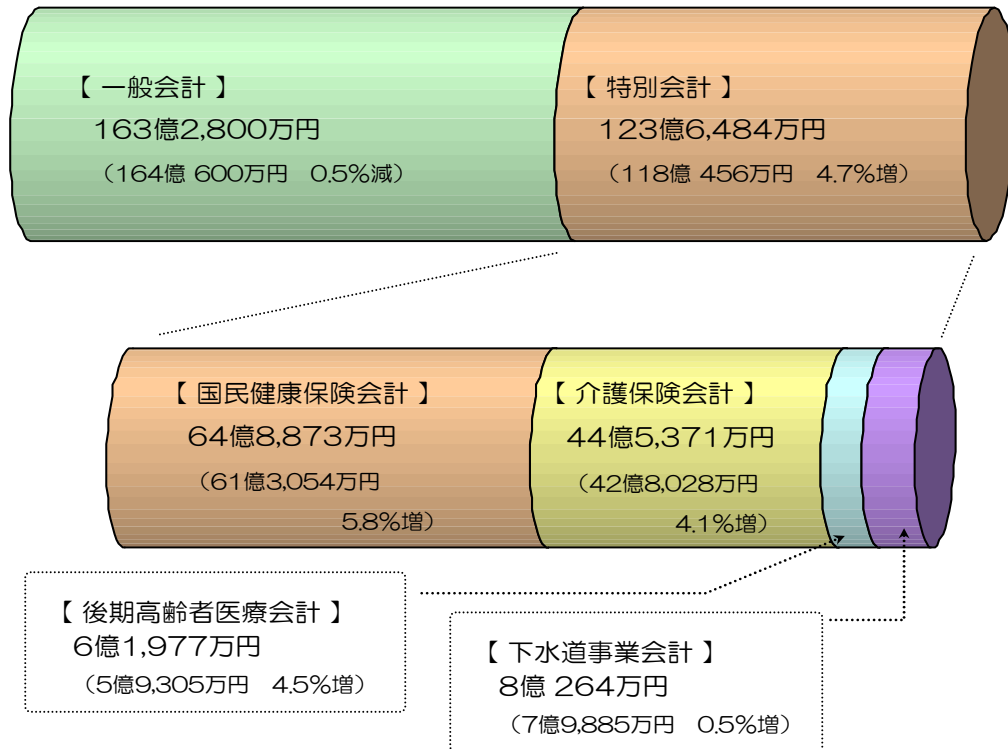 【 一般会計 】
163億2,800万円
（164億 600万円　0.5%減）
【 特別会計 】
123億6,484万円
（118億 456万円　4.7%増）
【 国民健康保険会計 】
64億8,873万円
（61億3,054万円
5.8%増）
【 介護保険会計 】
44億5,371万円
（42億8,028万円
4.1%増）
【 後期高齢者医療会計 】
6億1,977万円
（5億9,305万円　4.5%増）
【 下水道事業会計 】
8億 264万円
（7億9,885万円　0.5%増）